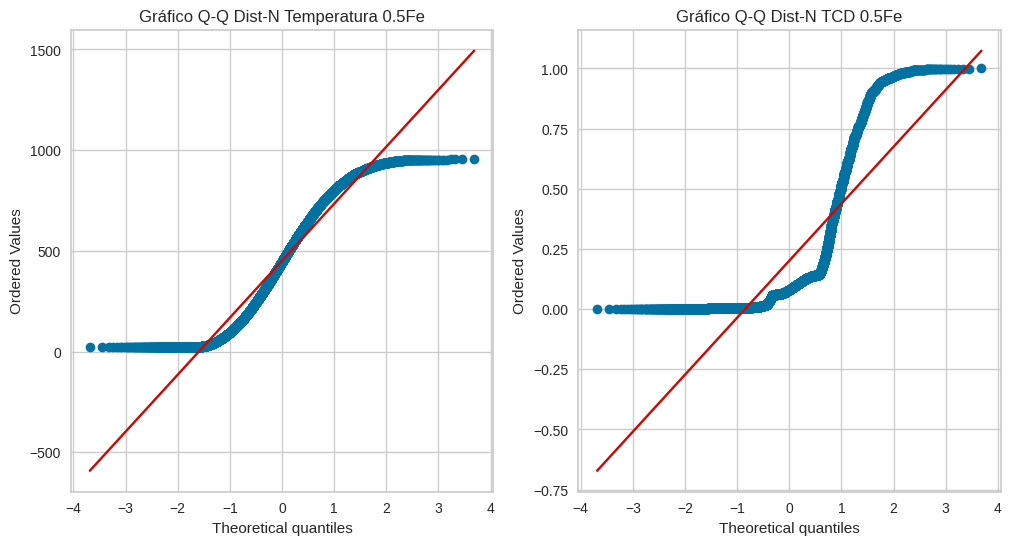 Gráfico Q-Q Dist-N Temperatura 0.5Fe
1500
1000
500
0
−500
Ordered Values
−4 −3 −2 −1 0 1 2 3 4
Theoretical quantiles
Gráfico Q-Q Dist-N TCD 0.5Fe
1.00
0.75
0.50
0.25
0.00
−0.25
−0.50
−0.75
Ordered Values
−4 −3 −2 −1 0 1 2 3 4
Theoretical quantiles